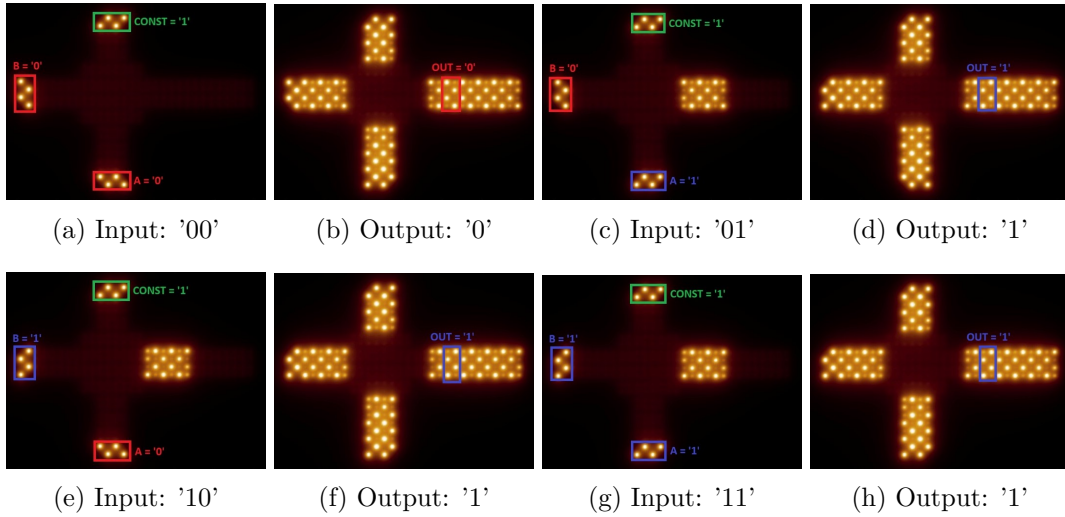 CONST = '1'
B = '0'
A = '0'
OUT = '0'
CONST = '1'
B = '0'
A = '1'
OUT = '1'
(a) Input: ’00’
(b) Output: ’0’
(c) Input: ’01’
(d) Output: ’1’
CONST = '1'
B = '1'
A = '0'
OUT = '1'
CONST = '1'
B = '1'
A = '1'
OUT = '1'
(e) Input: ’10’
(f) Output: ’1’
(g) Input: ’11’
(h) Output: ’1’